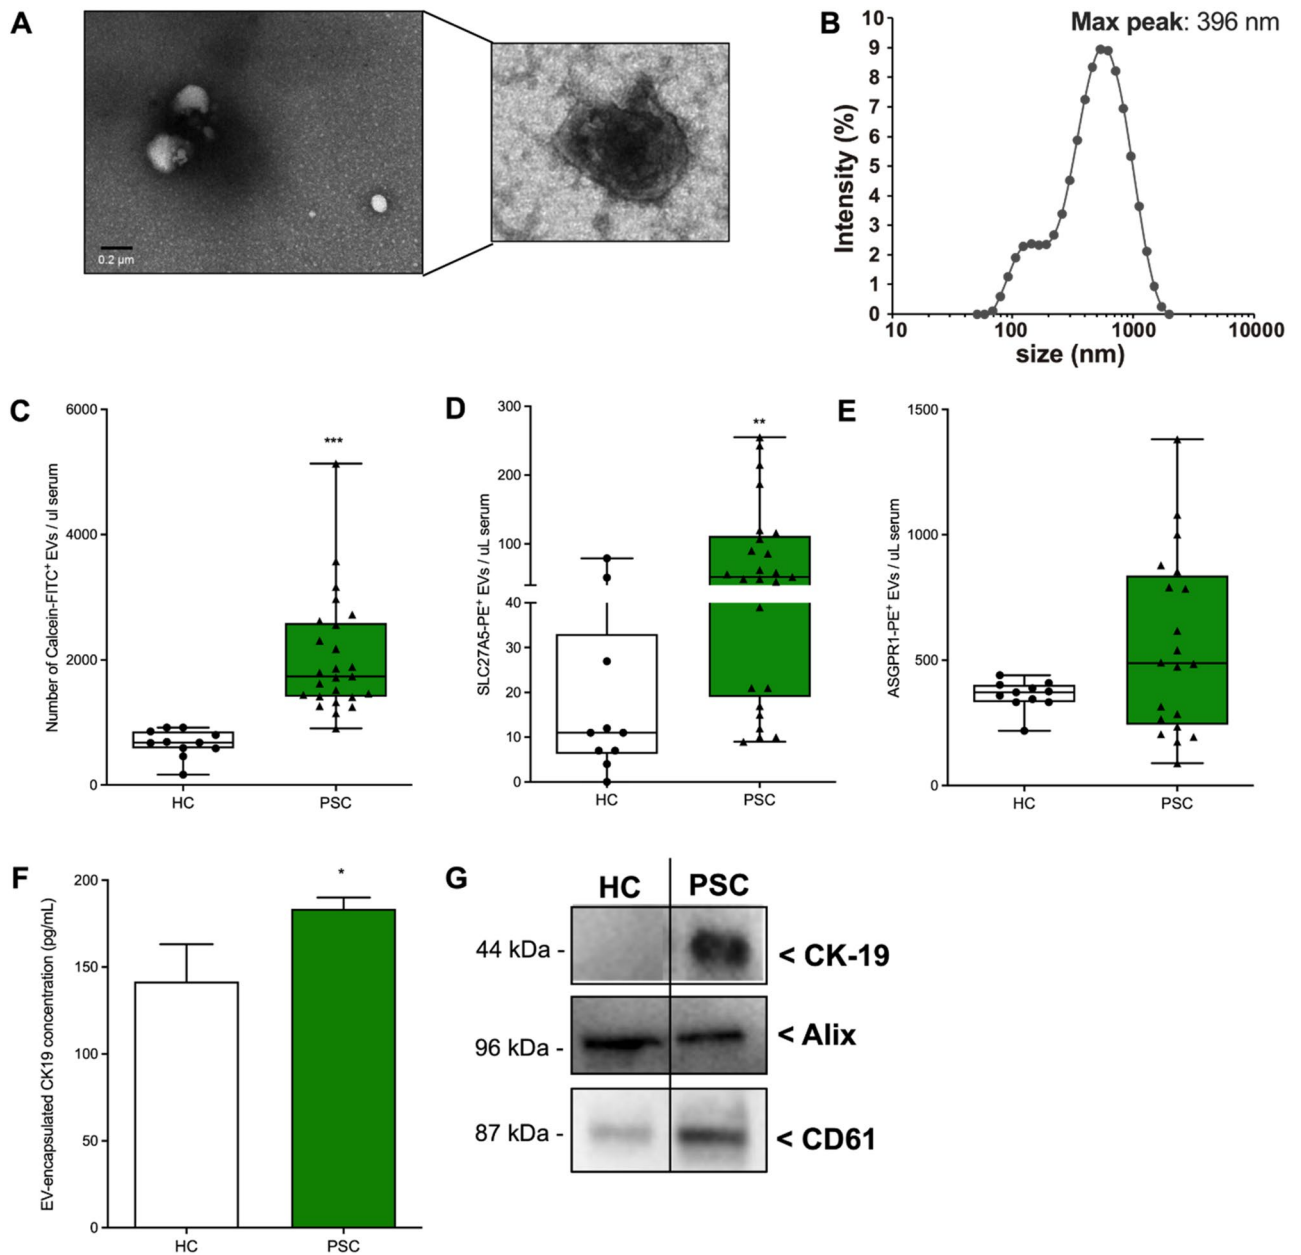 A
0.2 µm
B
Max peak: 396 nm
Intensity (%)
10
9
8
7
6
5
4
3
2
1
0
10 100 1000 10000
size (nm)
C
Number of Calcein-FITC⁺ EVs / ul serum
6000
4000
2000
0
***
HC PSC
D
SLC27A5-PE⁺ EVs / uL serum
300
200
100
40
30
20
10
0
**
HC PSC
E
ASGPR1-PE⁺ EVs / uL serum
1500
1000
500
0
HC PSC
F
EV-encapsulated CK19 concentration (pg/mL)
200
150
100
50
0
*
HC PSC
G
HC PSC
44 kDa - < CK-19
96 kDa - < Alix
87 kDa - < CD61